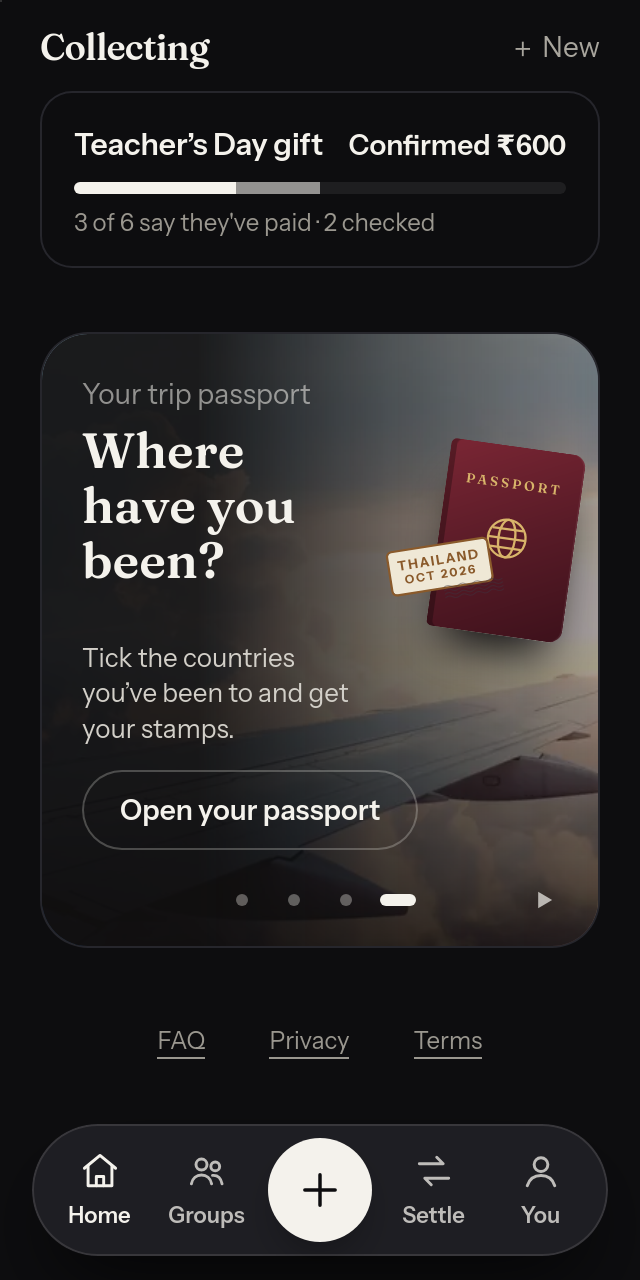 Collecting
+ New
Teacher’s Day gift Confirmed ₹600
3 of 6 say they've paid · 2 checked
Your trip passport
Where
have you
been?
PASSPORT
THAILAND
OCT 2026
Tick the countries
you’ve been to and get
your stamps.
Open your passport
FAQ Privacy Terms
Home Groups Settle You